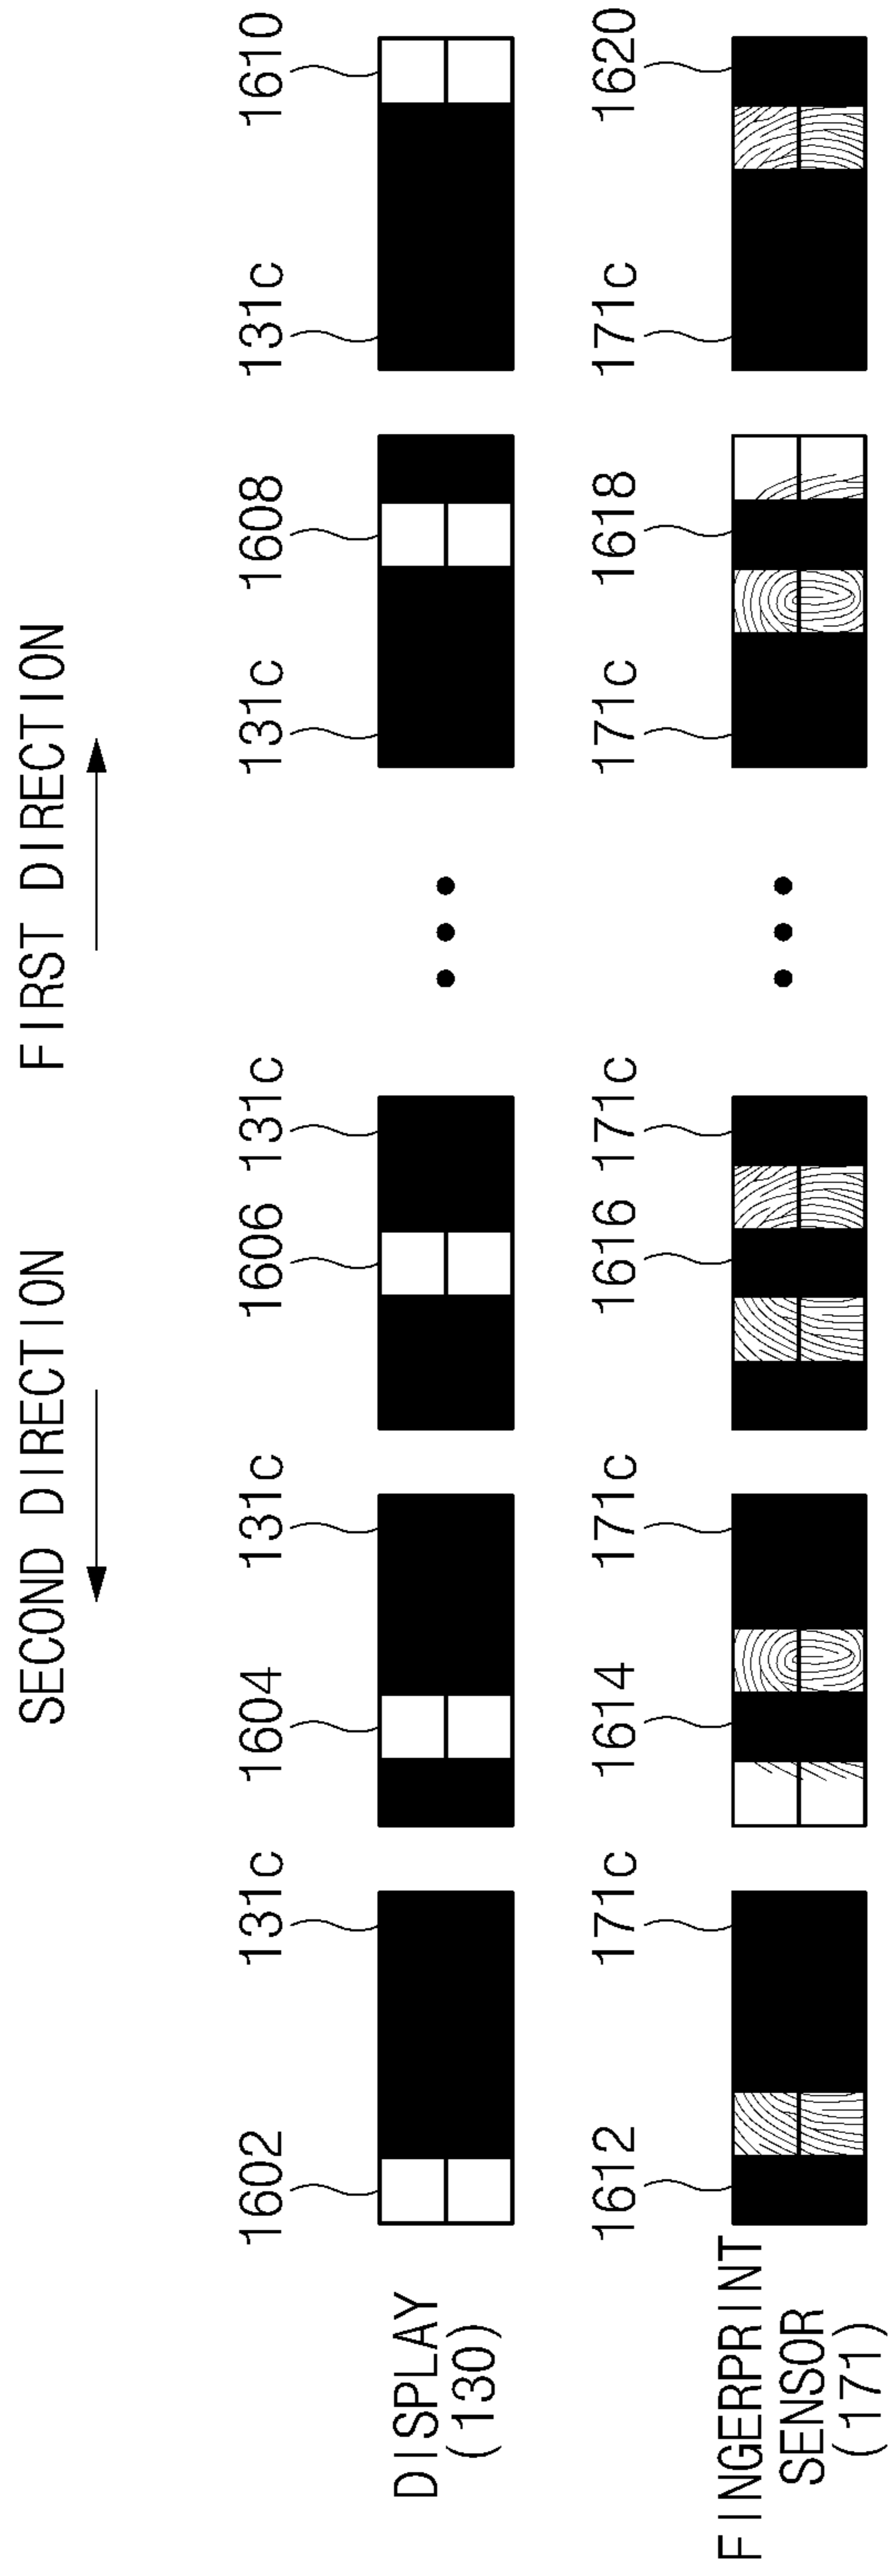 SECOND DIRECTION
FIRST DIRECTION
1602
131c
1604
131c
1606
131c
131c
1608
131c
1610
DISPLAY
(130)
1612
171c
1614
171c
1616
171c
171c
1618
171c
1620
FINGERPRINT
SENSOR
(171)